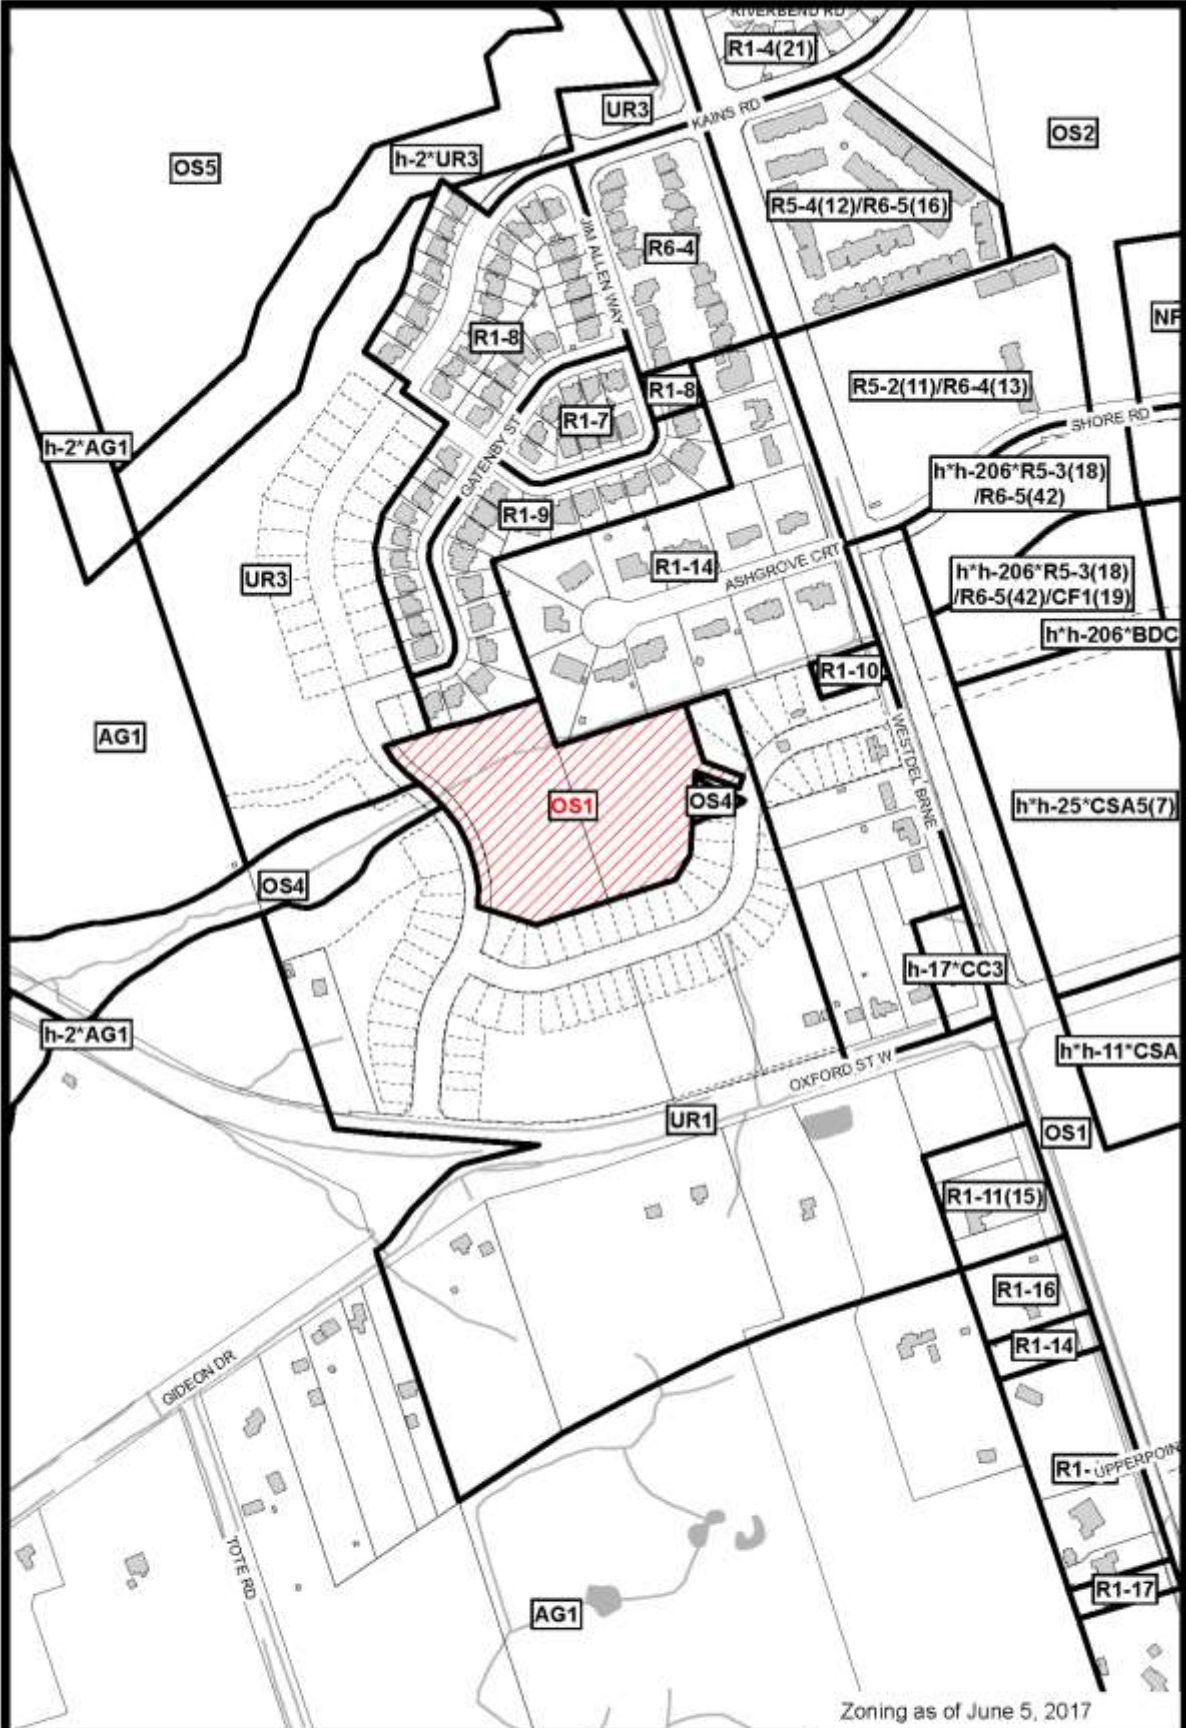 RIVERBEND RD
R1-4(21)
UR3
KAINS RD
OS2
OS5
h-2*UR3
R5-4(12)/R6-5(16)
JIM ALLEN WAY
R6-4
NF
R1-8
R1-8
R5-2(11)/R6-4(13)
R1-7
SHORE RD
h-2*AG1
GATENBY ST
h*h-206*R5-3(18)
/R6-5(42)
R1-9
R1-14
ASHGROVE CRT
UR3
h*h-206*R5-3(18)
/R6-5(42)/CF1(19)
h*h-206*BDC
R1-10
AG1
WESTDEL BRNE
OS1
OS4
h*h-25*CSA5(7)
OS4
h-17*CC3
h-2*AG1
h*h-11*CSA
OXFORD ST W
UR1
OS1
R1-11(15)
R1-16
R1-14
GIDEON DR
R1-
UPPERPOIN
TOTE RD
R1-17
AG1
Zoning as of June 5, 2017